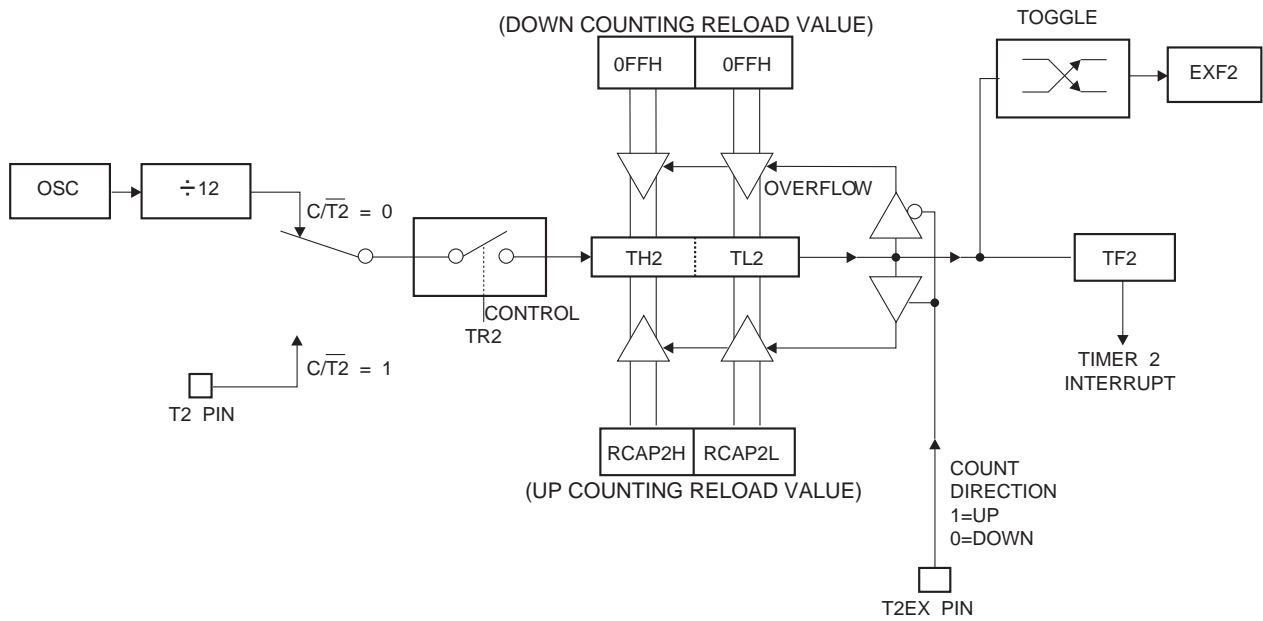 TOGGLE
(DOWN COUNTING RELOAD VALUE)
0FFH 0FFH
EXF2
OSC
÷12
OVERFLOW
C/T2̅ = 0
TH2 TL2
TF2
CONTROL
TR2
C/T2̅ = 1
TIMER 2
INTERRUPT
T2 PIN
RCAP2H RCAP2L
(UP COUNTING RELOAD VALUE)
COUNT
DIRECTION
1=UP
0=DOWN
T2EX PIN